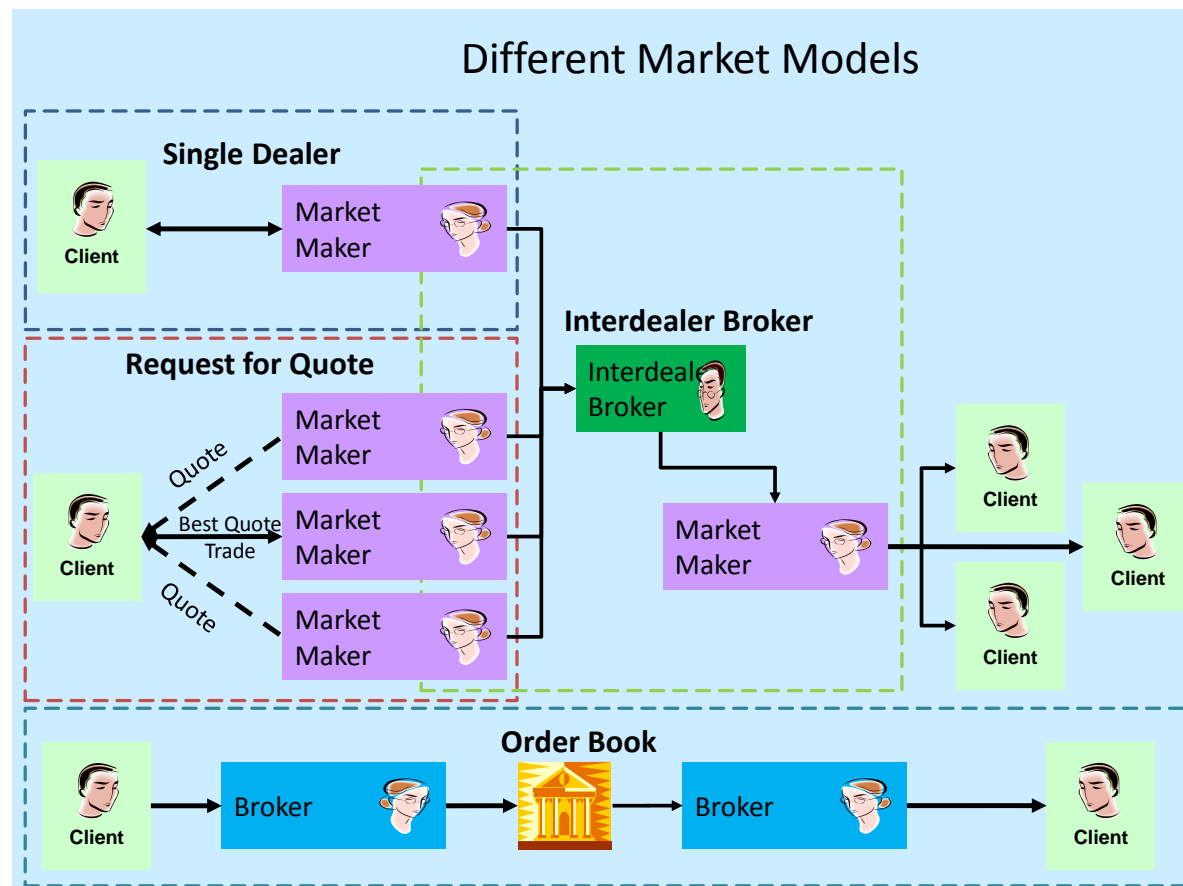 Different Market Models
Single Dealer
Client
Market
Maker
Interdealer Broker
Interdeale
Broker
Request for Quote
Market
Maker
Quote
Client
Best Quote
Trade
Market
Maker
Quote
Market
Maker
Market
Maker
Client
Client
Client
Order Book
Client
Broker
Broker
Client